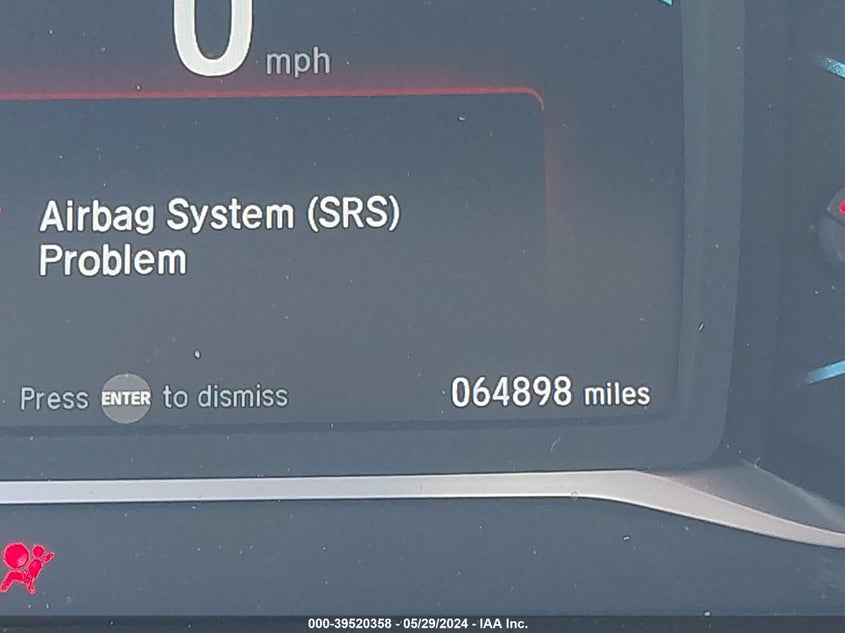 0 mph
Airbag System (SRS)
Problem
Press ENTER to dismiss
064898 miles
000-39520358 - 05/29/2024 - IAA Inc.